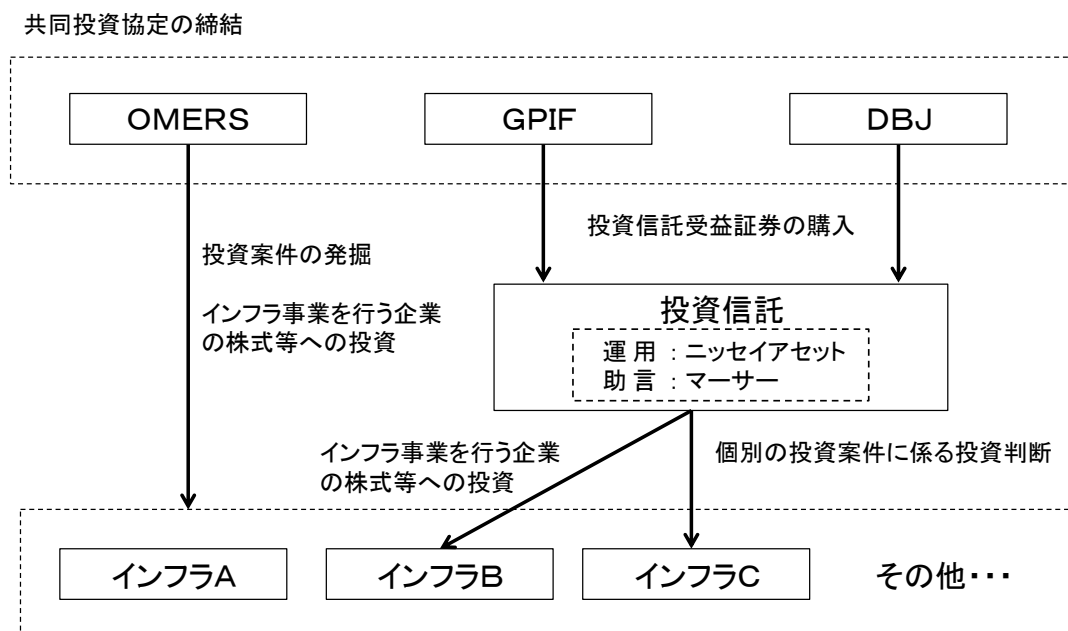 共同投資協定の締結
OMERS
GPIF
DBJ
投資信託受益証券の購入
投資案件の発掘
インフラ事業を行う企業
の株式等への投資
投資信託
運 用 : ニッセイアセット
助 言 : マーサー
インフラ事業を行う企業
の株式等への投資
個別の投資案件に係る投資判断
インフラA
インフラB
インフラC
その他・・・